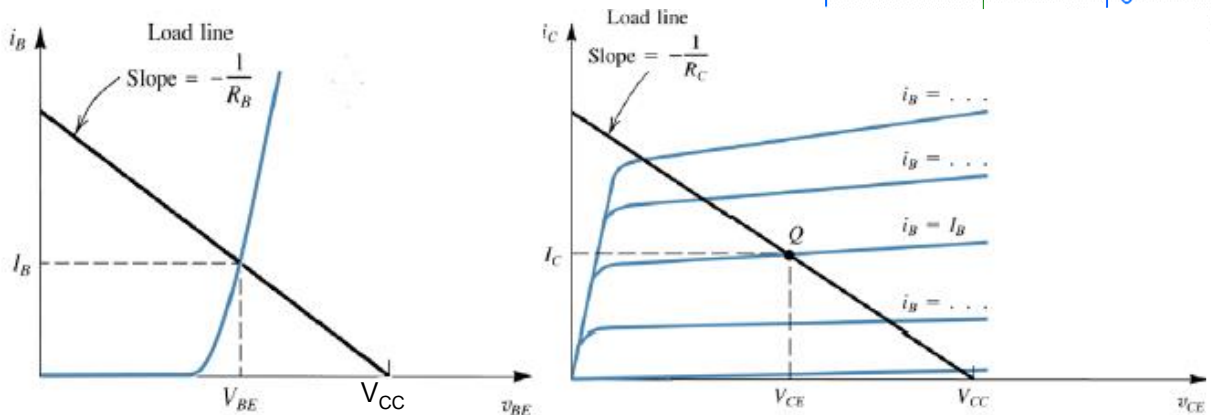 i_B
Load line
Slope = -1/R_B
I_B
V_BE
V_CC
v_BE
i_C
Load line
Slope = -1/R_C
i_B = . . .
i_B = . . .
i_B = I_B
Q
I_C
i_B = . . .
V_CE
V_CC
v_CE